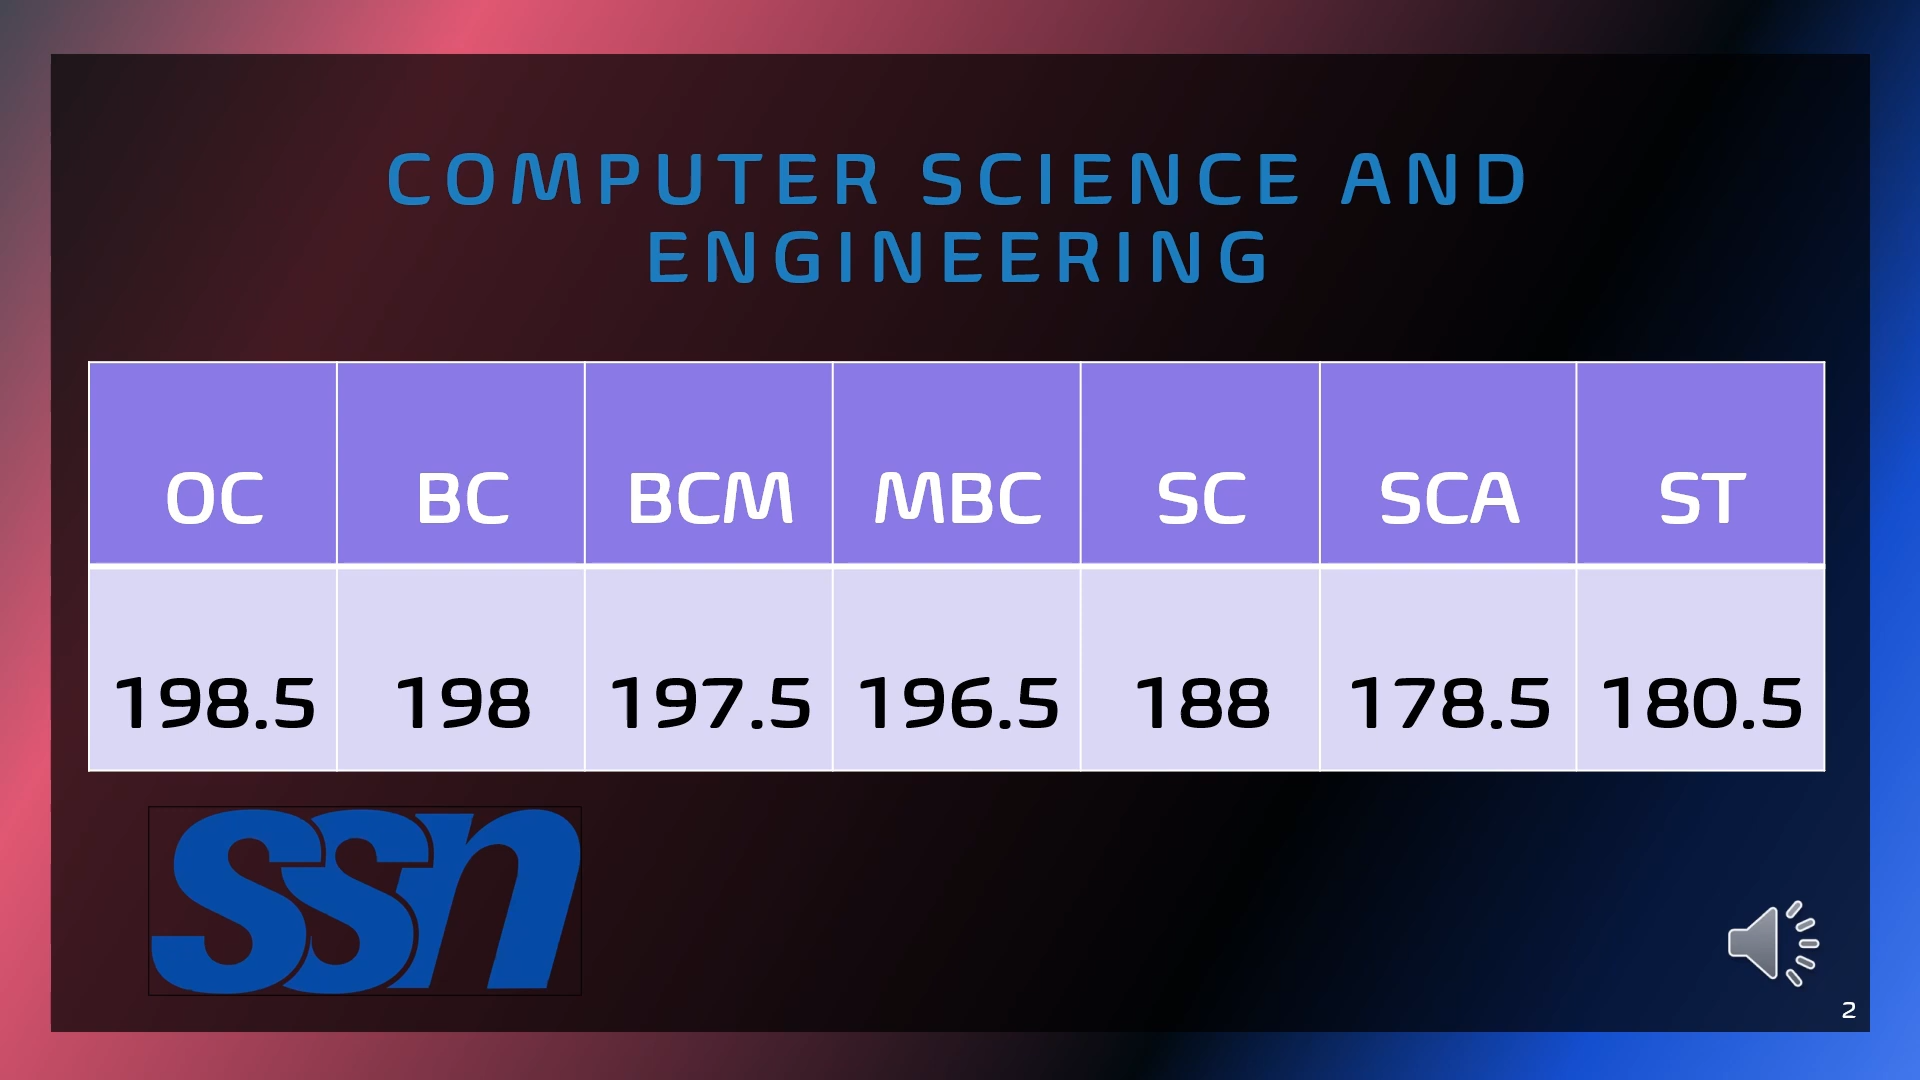 COMPUTER SCIENCE AND
ENGINEERING
OC BC BCM MBC SC SCA ST
198.5 198 197.5 196.5 188 178.5 180.5
ssn
2